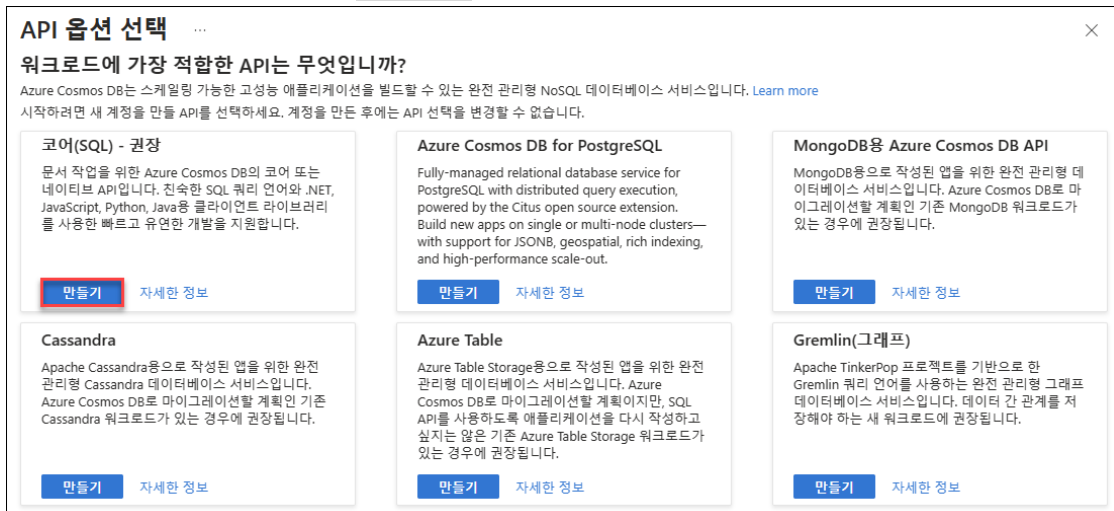 API 옵션 선택 ...
워크로드에 가장 적합한 API는 무엇입니까?
Azure Cosmos DB는 스케일링 가능한 고성능 애플리케이션을 빌드할 수 있는 완전 관리형 NoSQL 데이터베이스 서비스입니다. Learn more
시작하려면 새 계정을 만들 API를 선택하세요. 계정을 만든 후에는 API 선택을 변경할 수 없습니다.
코어(SQL) - 권장
문서 작업을 위한 Azure Cosmos DB의 코어 또는
네이티브 API입니다. 친숙한 SQL 쿼리 언어와 .NET,
JavaScript, Python, Java용 클라이언트 라이브러리
를 사용한 빠르고 유연한 개발을 지원합니다.
만들기 자세한 정보
Azure Cosmos DB for PostgreSQL
Fully-managed relational database service for
PostgreSQL with distributed query execution,
powered by the Citus open source extension.
Build new apps on single or multi-node clusters—
with support for JSONB, geospatial, rich indexing,
and high-performance scale-out.
만들기 자세한 정보
MongoDB용 Azure Cosmos DB API
MongoDB용으로 작성된 앱을 위한 완전 관리형 데
이터베이스 서비스입니다. Azure Cosmos DB로 마
이그레이션할 계획인 기존 MongoDB 워크로드가
있는 경우에 권장됩니다.
만들기 자세한 정보
Cassandra
Apache Cassandra용으로 작성된 앱을 위한 완전
관리형 Cassandra 데이터베이스 서비스입니다.
Azure Cosmos DB로 마이그레이션할 계획인 기존
Cassandra 워크로드가 있는 경우에 권장됩니다.
만들기 자세한 정보
Azure Table
Azure Table Storage용으로 작성된 앱을 위한 완전
관리형 데이터베이스 서비스입니다. Azure
Cosmos DB로 마이그레이션할 계획이지만, SQL
API를 사용하도록 애플리케이션을 다시 작성하고
싶지는 않은 기존 Azure Table Storage 워크로드가
있는 경우에 권장됩니다.
만들기 자세한 정보
Gremlin(그래프)
Apache TinkerPop 프로젝트를 기반으로 한
Gremlin 쿼리 언어를 사용하는 완전 관리형 그래프
데이터베이스 서비스입니다. 데이터 간 관계를 저
장해야 하는 새 워크로드에 권장됩니다.
만들기 자세한 정보